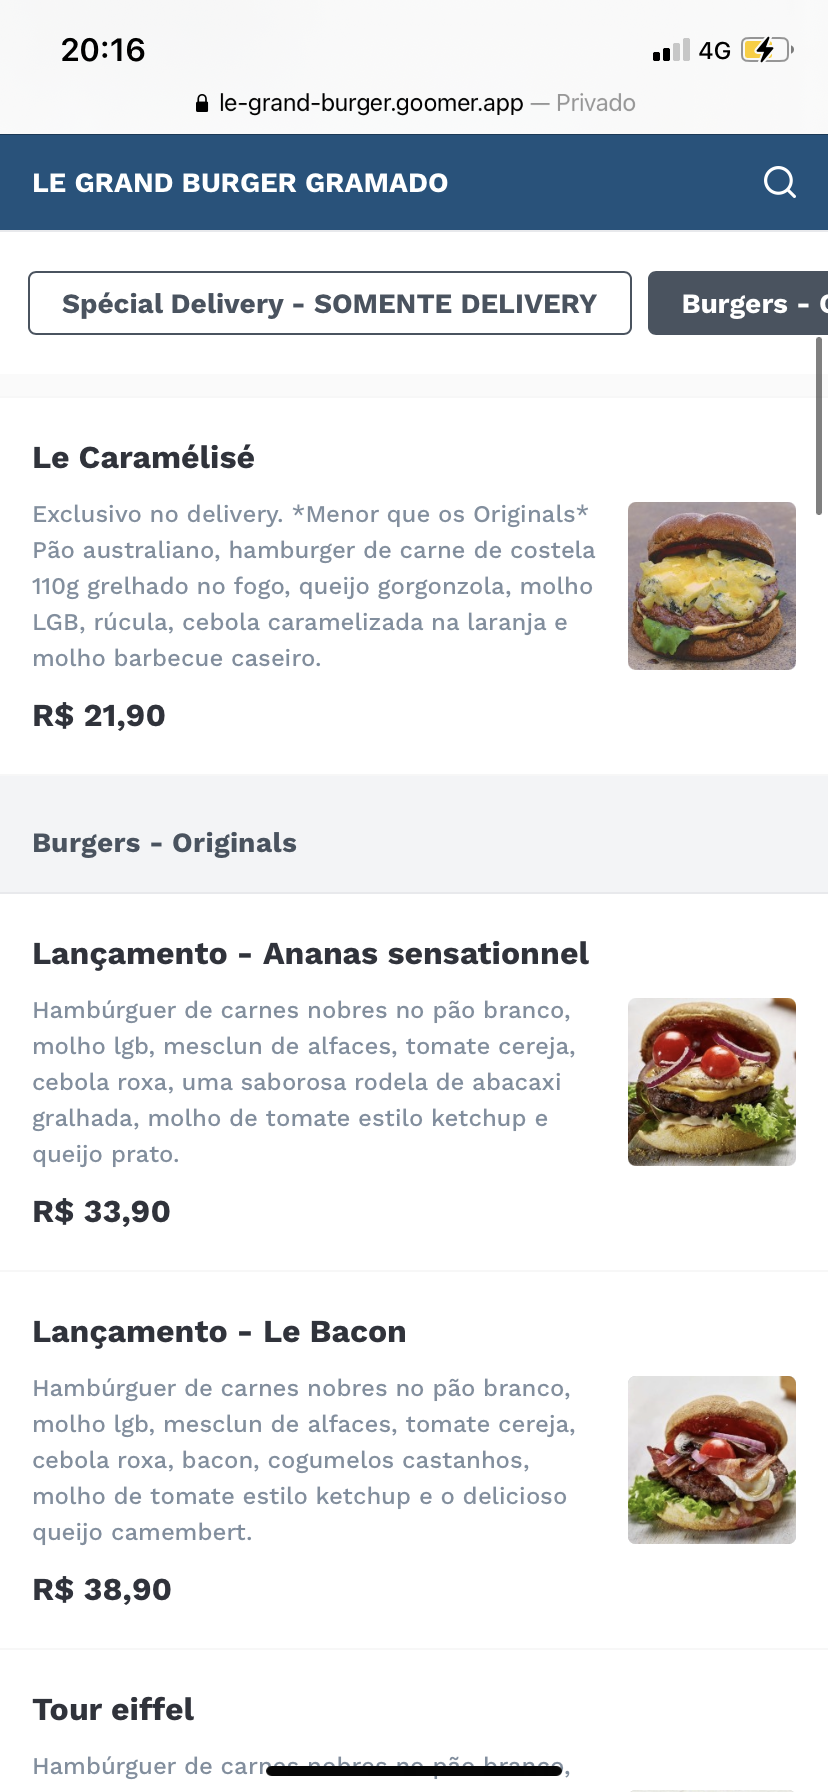 20:16
4G
le-grand-burger.goomer.app — Privado
LE GRAND BURGER GRAMADO
Spécial Delivery - SOMENTE DELIVERY
Burgers -
Le Caramélisé
Exclusivo no delivery. *Menor que os Originals*
Pão australiano, hamburger de carne de costela
110g grelhado no fogo, queijo gorgonzola, molho
LGB, rúcula, cebola caramelizada na laranja e
molho barbecue caseiro.
R$ 21,90
Burgers - Originals
Lançamento - Ananas sensationnel
Hambúrguer de carnes nobres no pão branco,
molho lgb, mesclun de alfaces, tomate cereja,
cebola roxa, uma saborosa rodela de abacaxi
gralhada, molho de tomate estilo ketchup e
queijo prato.
R$ 33,90
Lançamento - Le Bacon
Hambúrguer de carnes nobres no pão branco,
molho lgb, mesclun de alfaces, tomate cereja,
cebola roxa, bacon, cogumelos castanhos,
molho de tomate estilo ketchup e o delicioso
queijo camembert.
R$ 38,90
Tour eiffel
Hambúrguer de carnes nobres no pão branco,